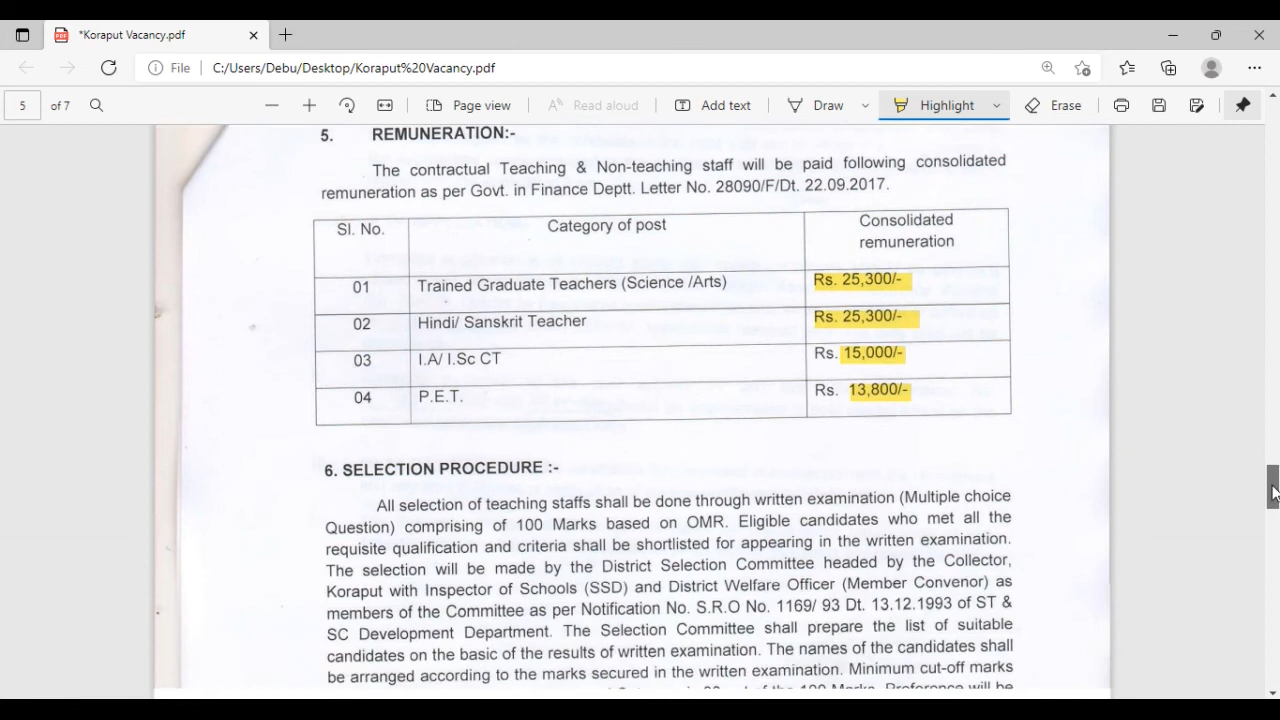 *Koraput Vacancy.pdf
File C:/Users/Debu/Desktop/Koraput%20Vacancy.pdf
5 of 7 Page view Read aloud Add text Draw Highlight Erase
5. REMUNERATION:-
The contractual Teaching & Non-teaching staff will be paid following consolidated
remuneration as per Govt. in Finance Deptt. Letter No. 28090/F/Dt. 22.09.2017.
Sl. No. Category of post Consolidated
remuneration
01 Trained Graduate Teachers (Science /Arts) Rs. 25,300/-
02 Hindi/ Sanskrit Teacher Rs. 25,300/-
03 I.A/ I.Sc CT Rs. 15,000/-
04 P.E.T. Rs. 13,800/-
6. SELECTION PROCEDURE :-
All selection of teaching staffs shall be done through written examination (Multiple choice
Question) comprising of 100 Marks based on OMR. Eligible candidates who met all the
requisite qualification and criteria shall be shortlisted for appearing in the written examination.
The selection will be made by the District Selection Committee headed by the Collector,
Koraput with Inspector of Schools (SSD) and District Welfare Officer (Member Convenor) as
members of the Committee as per Notification No. S.R.O No. 1169/ 93 Dt. 13.12.1993 of ST &
SC Development Department. The Selection Committee shall prepare the list of suitable
candidates on the basic of the results of written examination. The names of the candidates shall
be arranged according to the marks secured in the written examination. Minimum cut-off marks
100 Marks. Preference will be